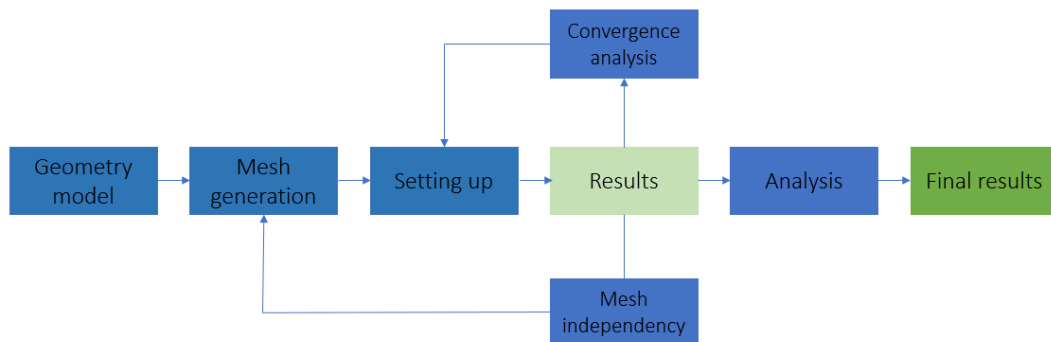 Convergence
analysis
Geometry
model
Mesh
generation
Setting up
Results
Analysis
Final results
Mesh
independency